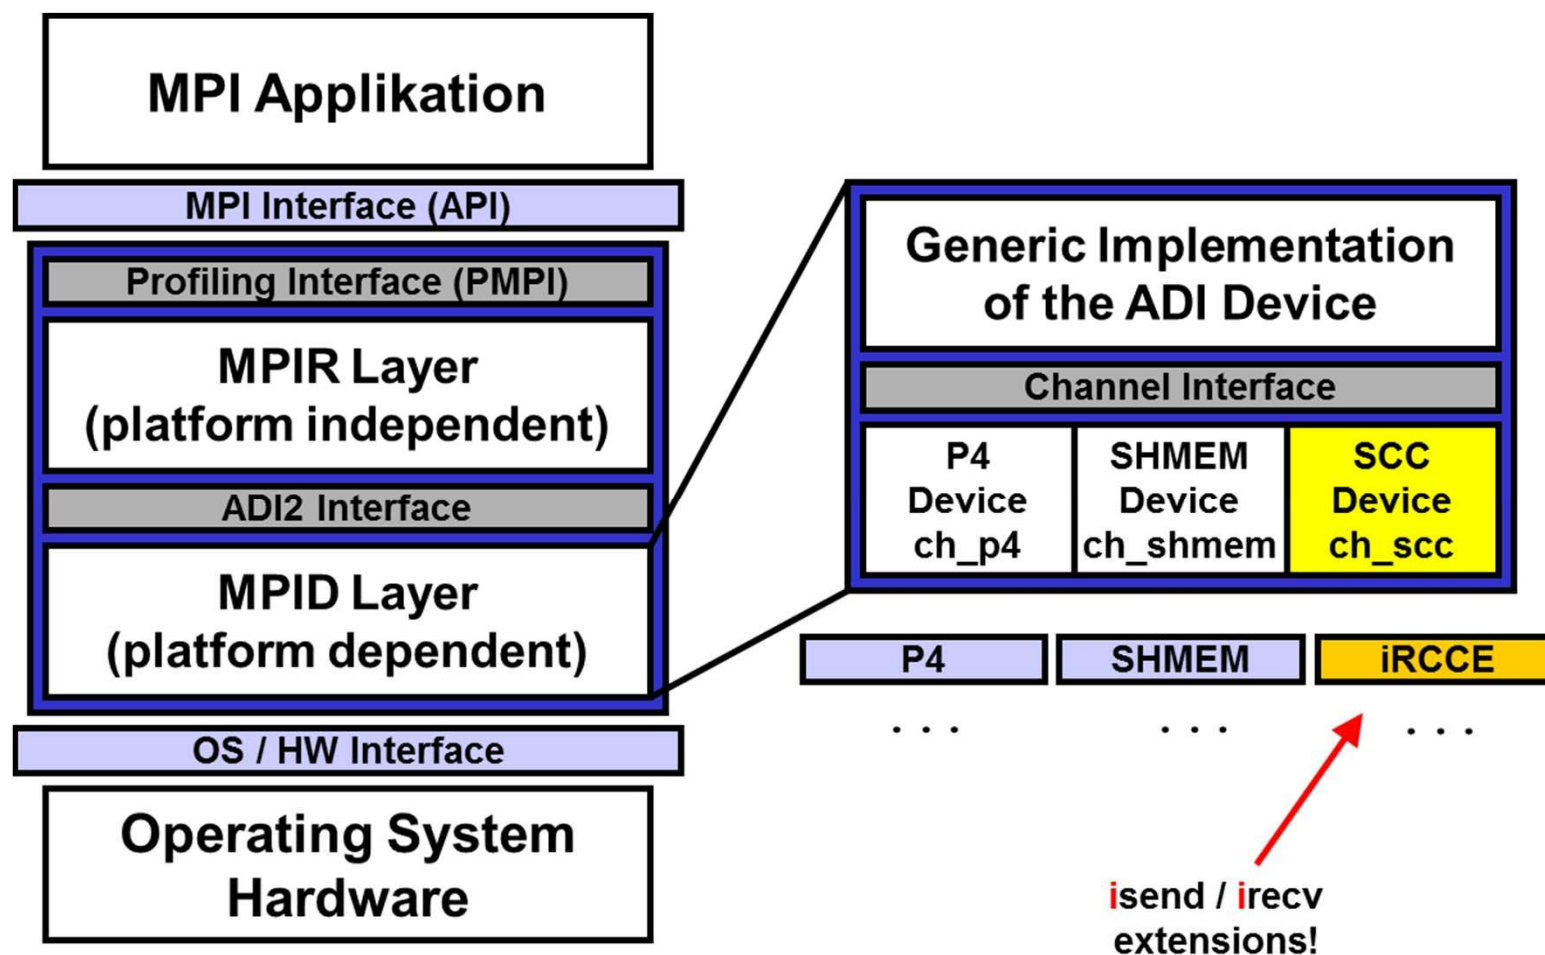 MPI Applikation
MPI Interface (API)
Profiling Interface (PMPI)
MPIR Layer
(platform independent)
ADI2 Interface
MPID Layer
(platform dependent)
OS / HW Interface
Operating System
Hardware
Generic Implementation
of the ADI Device
Channel Interface
P4
Device
ch_p4
SHMEM
Device
ch_shmem
SCC
Device
ch_scc
P4
SHMEM
iRCCE
. . .
. . .
. . .
isend / irecv
extensions!